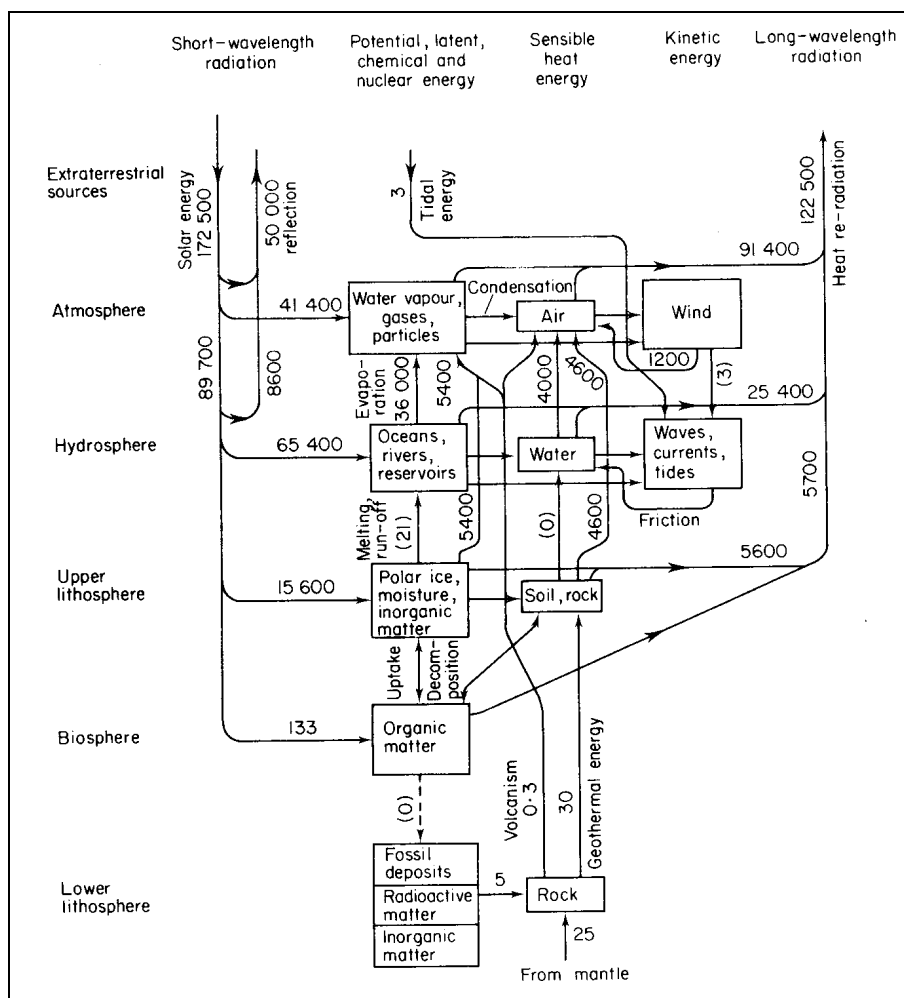 Short-wavelength
radiation
Potential, latent,
chemical and
nuclear energy
Sensible
heat
energy
Kinetic
energy
Long-wavelength
radiation
Extraterrestrial
sources
Solar energy
172 500
50 000
reflection
3
Tidal
energy
122 500
Heat re-radiation
91 400
Atmosphere
41 400
Water vapour,
gases,
particles
Condensation
Air
Wind
89 700
8600
Evapo-
ration
36 000
5400
4000
4600
1200
(3)
25 400
Hydrosphere
65 400
Oceans,
rivers,
reservoirs
Water
Waves,
currents,
tides
Friction
5700
Melting,
run-off
(21)
5400
(0)
4600
5600
Upper
lithosphere
15 600
Polar ice,
moisture,
inorganic
matter
Soil, rock
Uptake
Decom-
position
Biosphere
133
Organic
matter
(0)
Volcanism
0·3
30
Geothermal energy
Lower
lithosphere
Fossil
deposits
Radioactive
matter
Inorganic
matter
5
Rock
25
From mantle